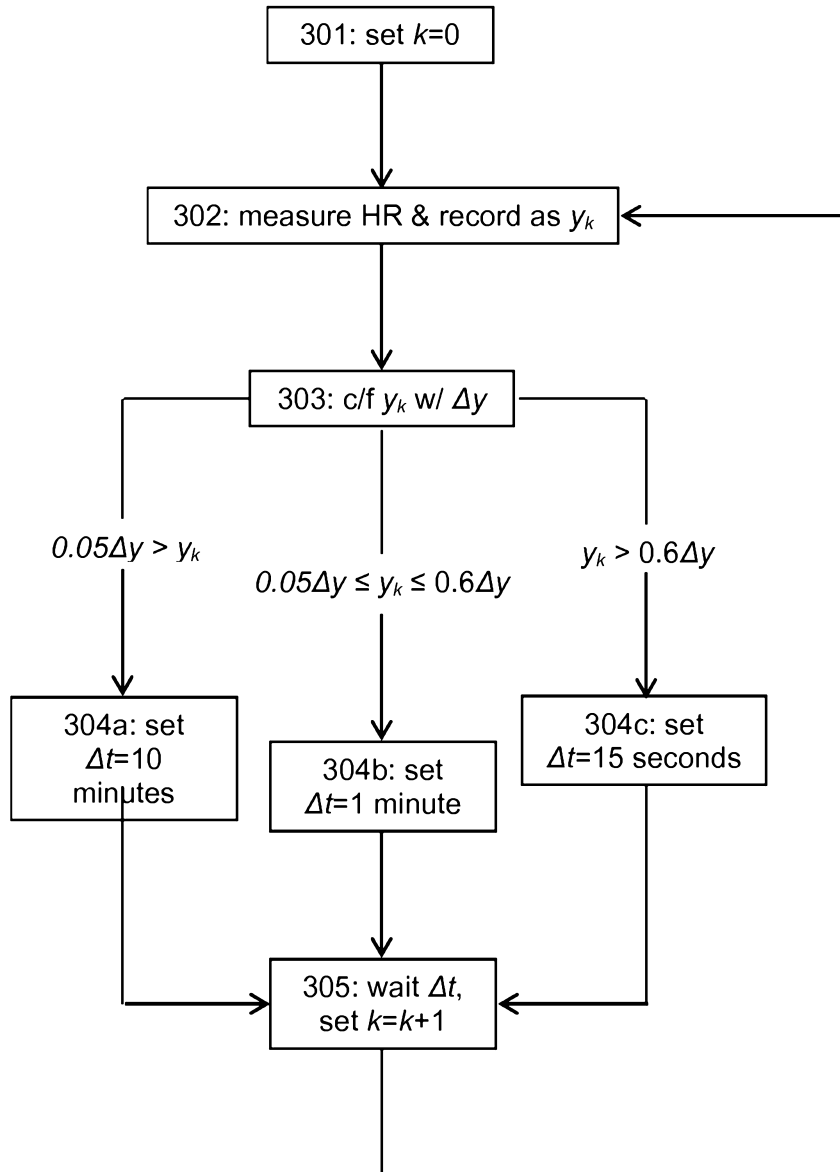 301: set k=0
302: measure HR & record as yₖ
303: c/f yₖ w/ Δy
0.05Δy > yₖ
0.05Δy ≤ yₖ ≤ 0.6Δy
yₖ > 0.6Δy
304a: set
Δt=10
minutes
304b: set
Δt=1 minute
304c: set
Δt=15 seconds
305: wait Δt,
set k=k+1